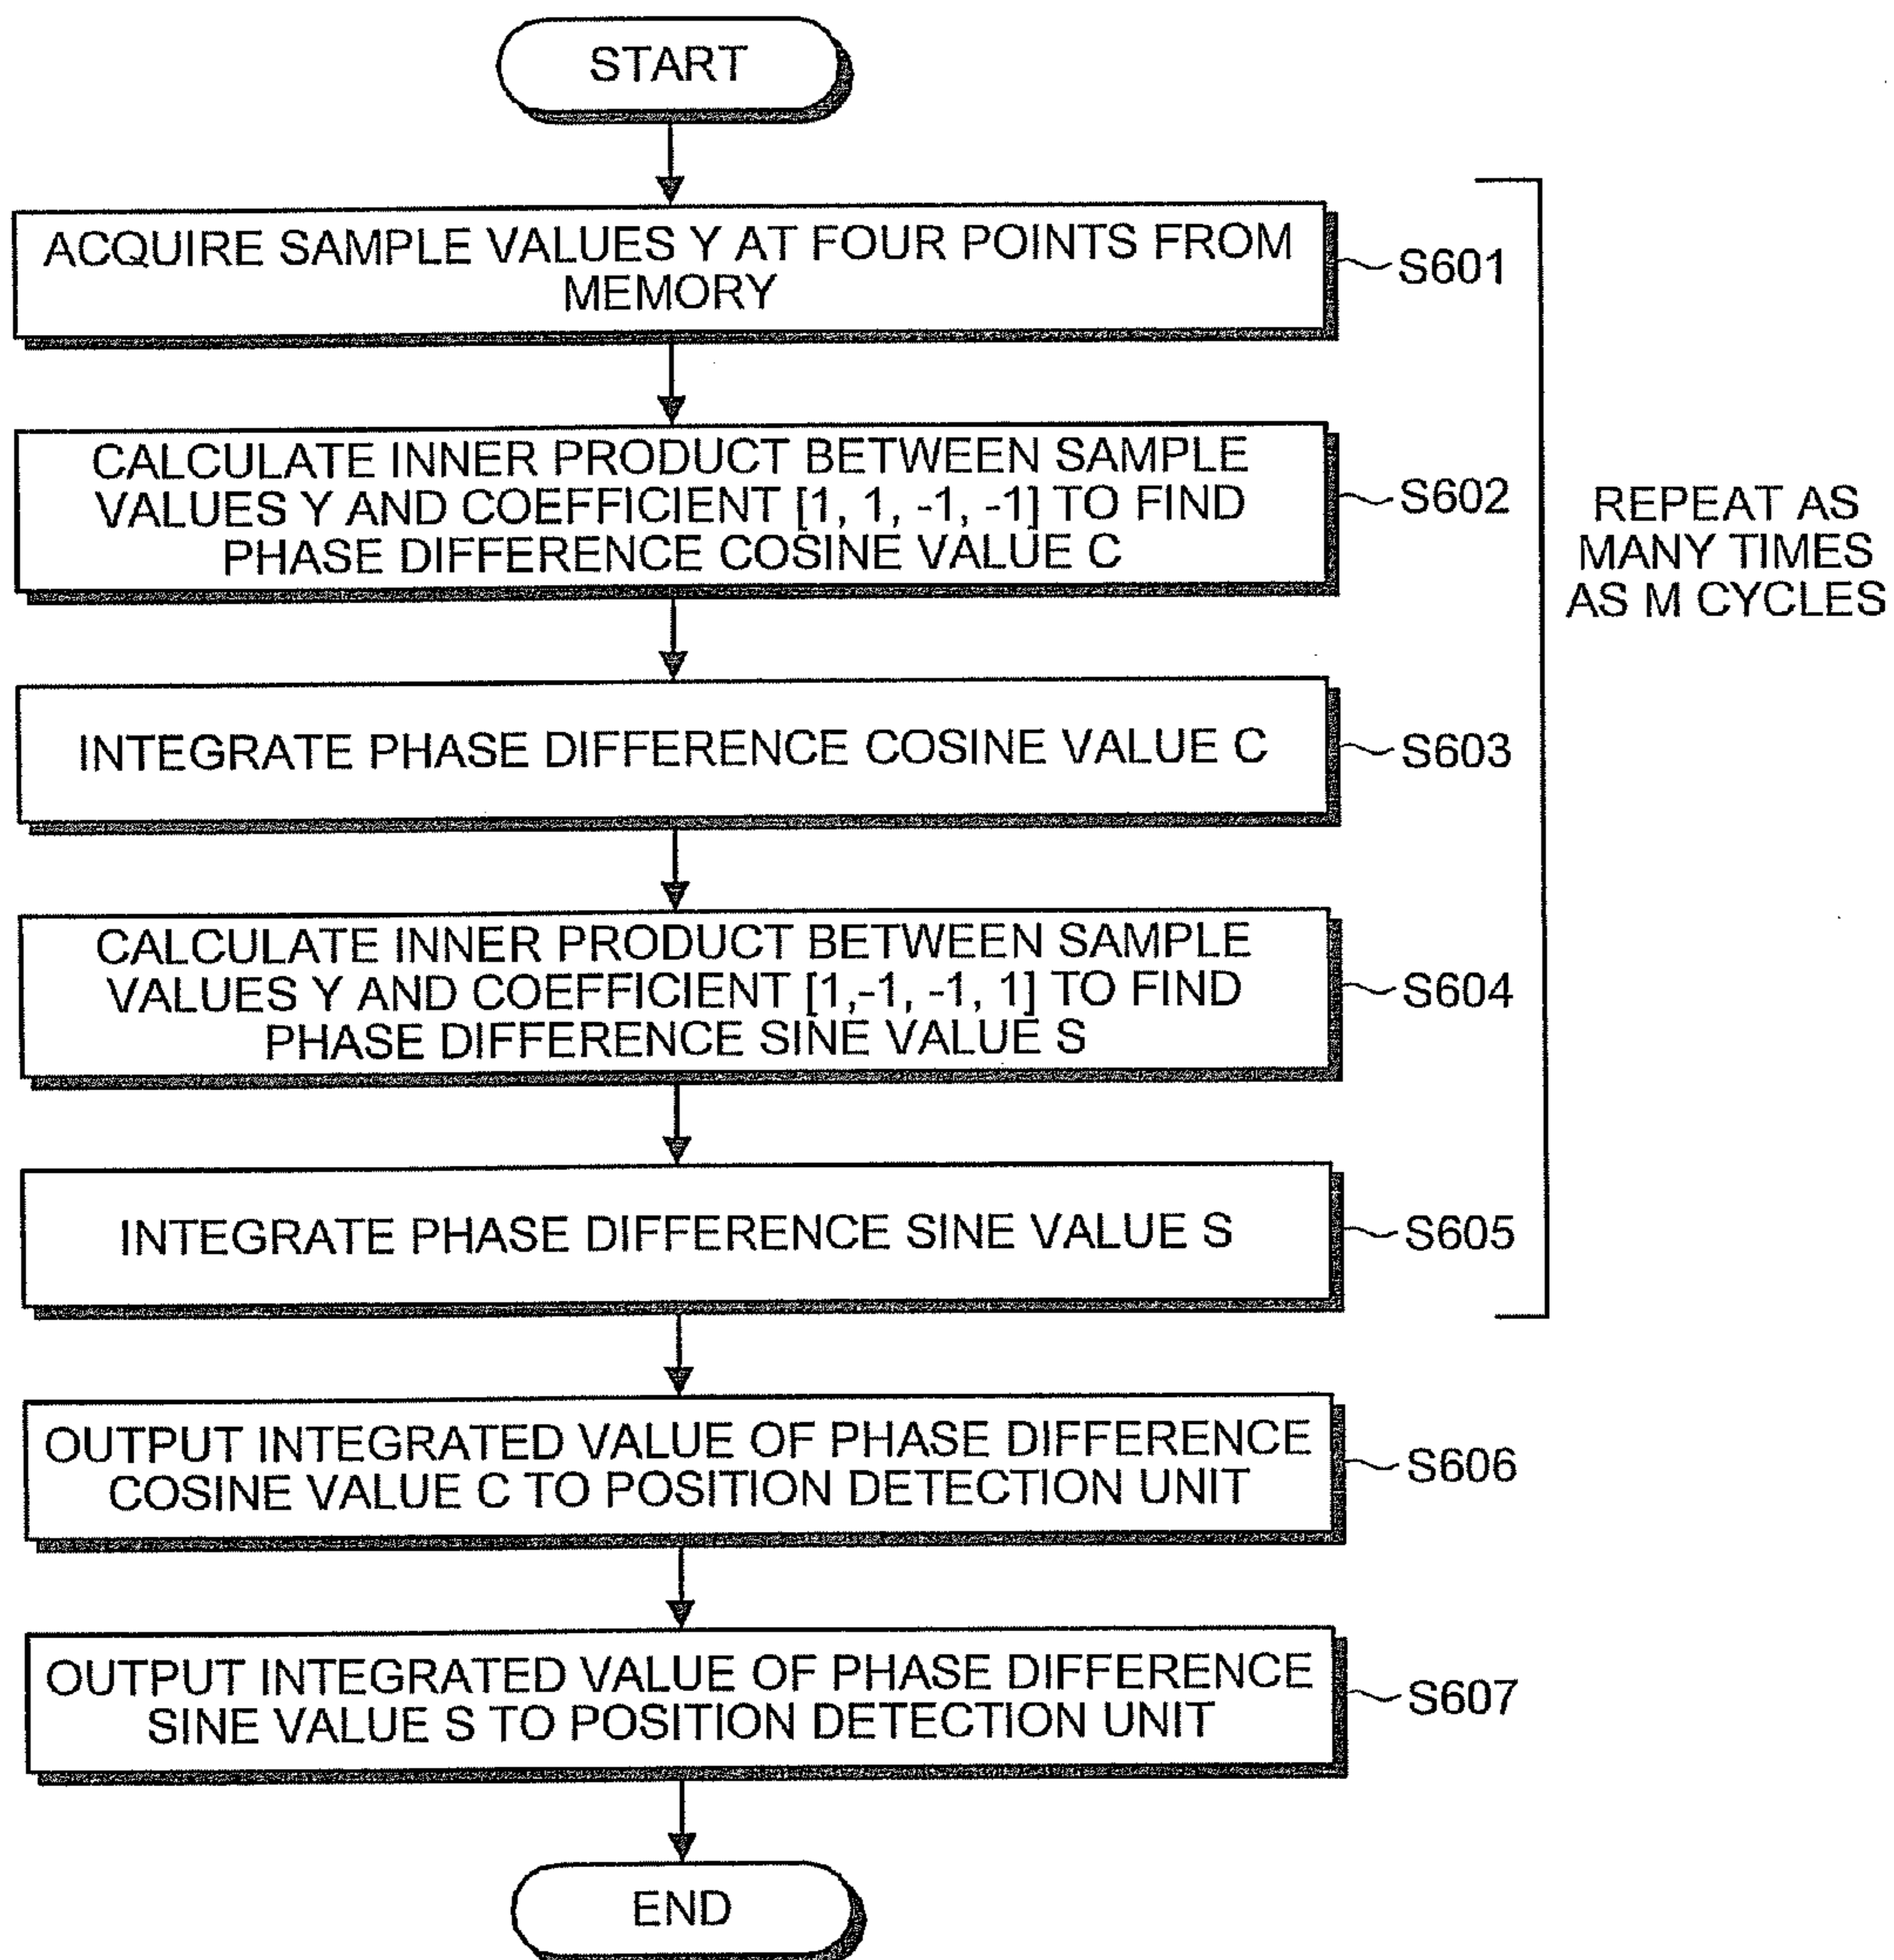 START
ACQUIRE SAMPLE VALUES Y AT FOUR POINTS FROM
MEMORY
S601
CALCULATE INNER PRODUCT BETWEEN SAMPLE
VALUES Y AND COEFFICIENT [1, 1, -1, -1] TO FIND
PHASE DIFFERENCE COSINE VALUE C
S602
REPEAT AS
MANY TIMES
AS M CYCLES
INTEGRATE PHASE DIFFERENCE COSINE VALUE C
S603
CALCULATE INNER PRODUCT BETWEEN SAMPLE
VALUES Y AND COEFFICIENT [1,-1, -1, 1] TO FIND
PHASE DIFFERENCE SINE VALUE S
S604
INTEGRATE PHASE DIFFERENCE SINE VALUE S
S605
OUTPUT INTEGRATED VALUE OF PHASE DIFFERENCE
COSINE VALUE C TO POSITION DETECTION UNIT
S606
OUTPUT INTEGRATED VALUE OF PHASE DIFFERENCE
SINE VALUE S TO POSITION DETECTION UNIT
S607
END